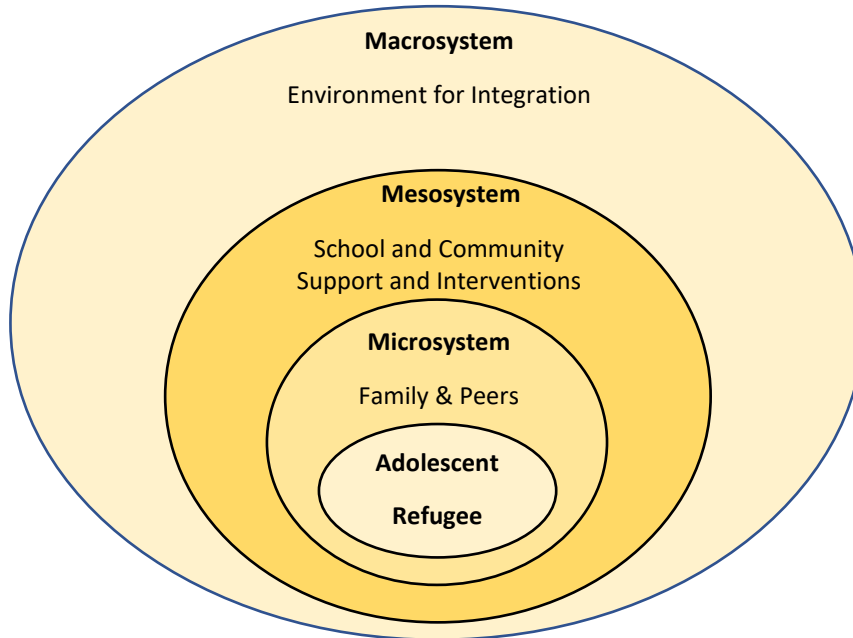 Macrosystem
Environment for Integration
Mesosystem
School and Community
Support and Interventions
Microsystem
Family & Peers
Adolescent
Refugee